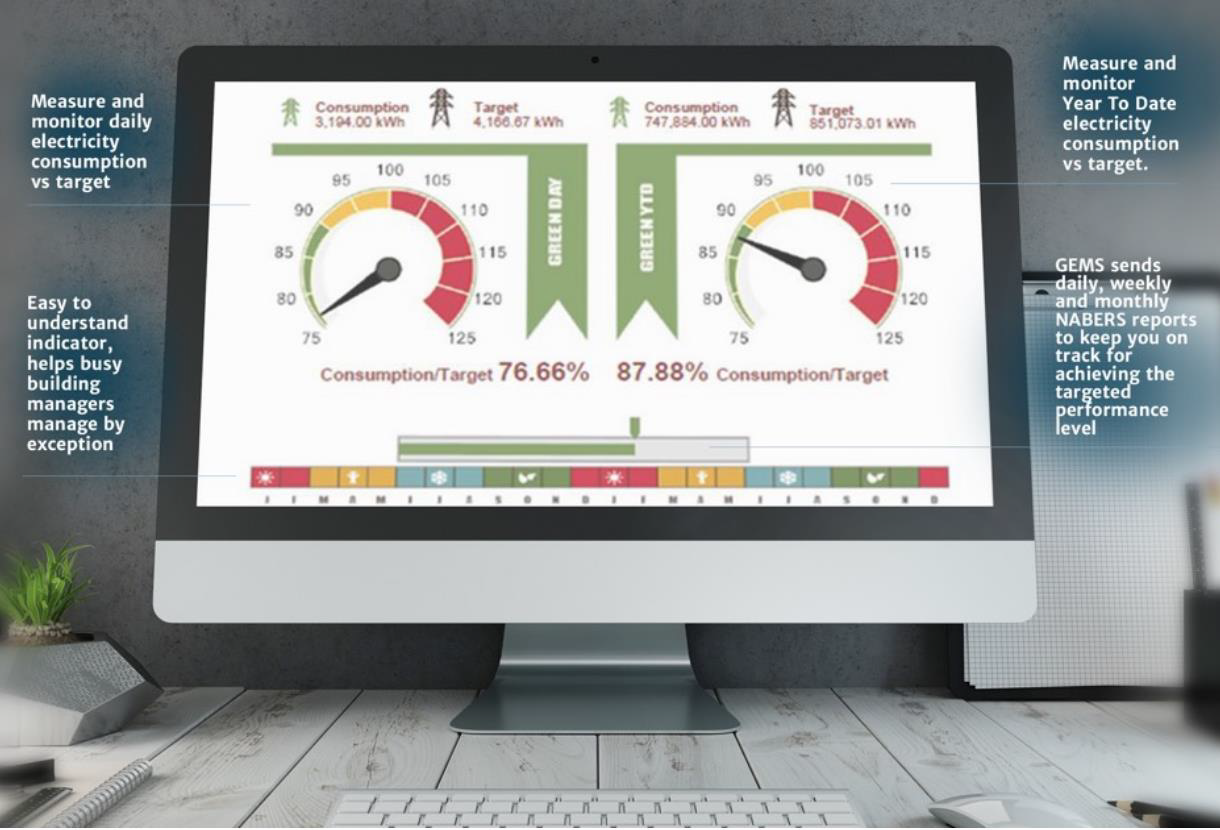 Measure and
monitor daily
electricity
consumption
vs target
Easy to
understand
indicator,
helps busy
building
managers
manage by
exception
Consumption
3,194.00 kWh
Target
4,166.67 kWh
Consumption
747,884.00 kWh
Target
851,073.01 kWh
75
80
85
90
95
100
105
110
115
120
125
GREEN DAY
GREEN YTD
75
80
85
90
95
100
105
110
115
120
125
Consumption/Target 76.66%
87.88% Consumption/Target
J F M A M J J A S O N D J F M A M J J A S O N D
Measure and
monitor
Year To Date
electricity
consumption
vs target.
GEMS sends
daily, weekly
and monthly
NABERS reports
to keep you on
track for
achieving the
targeted
performance
level